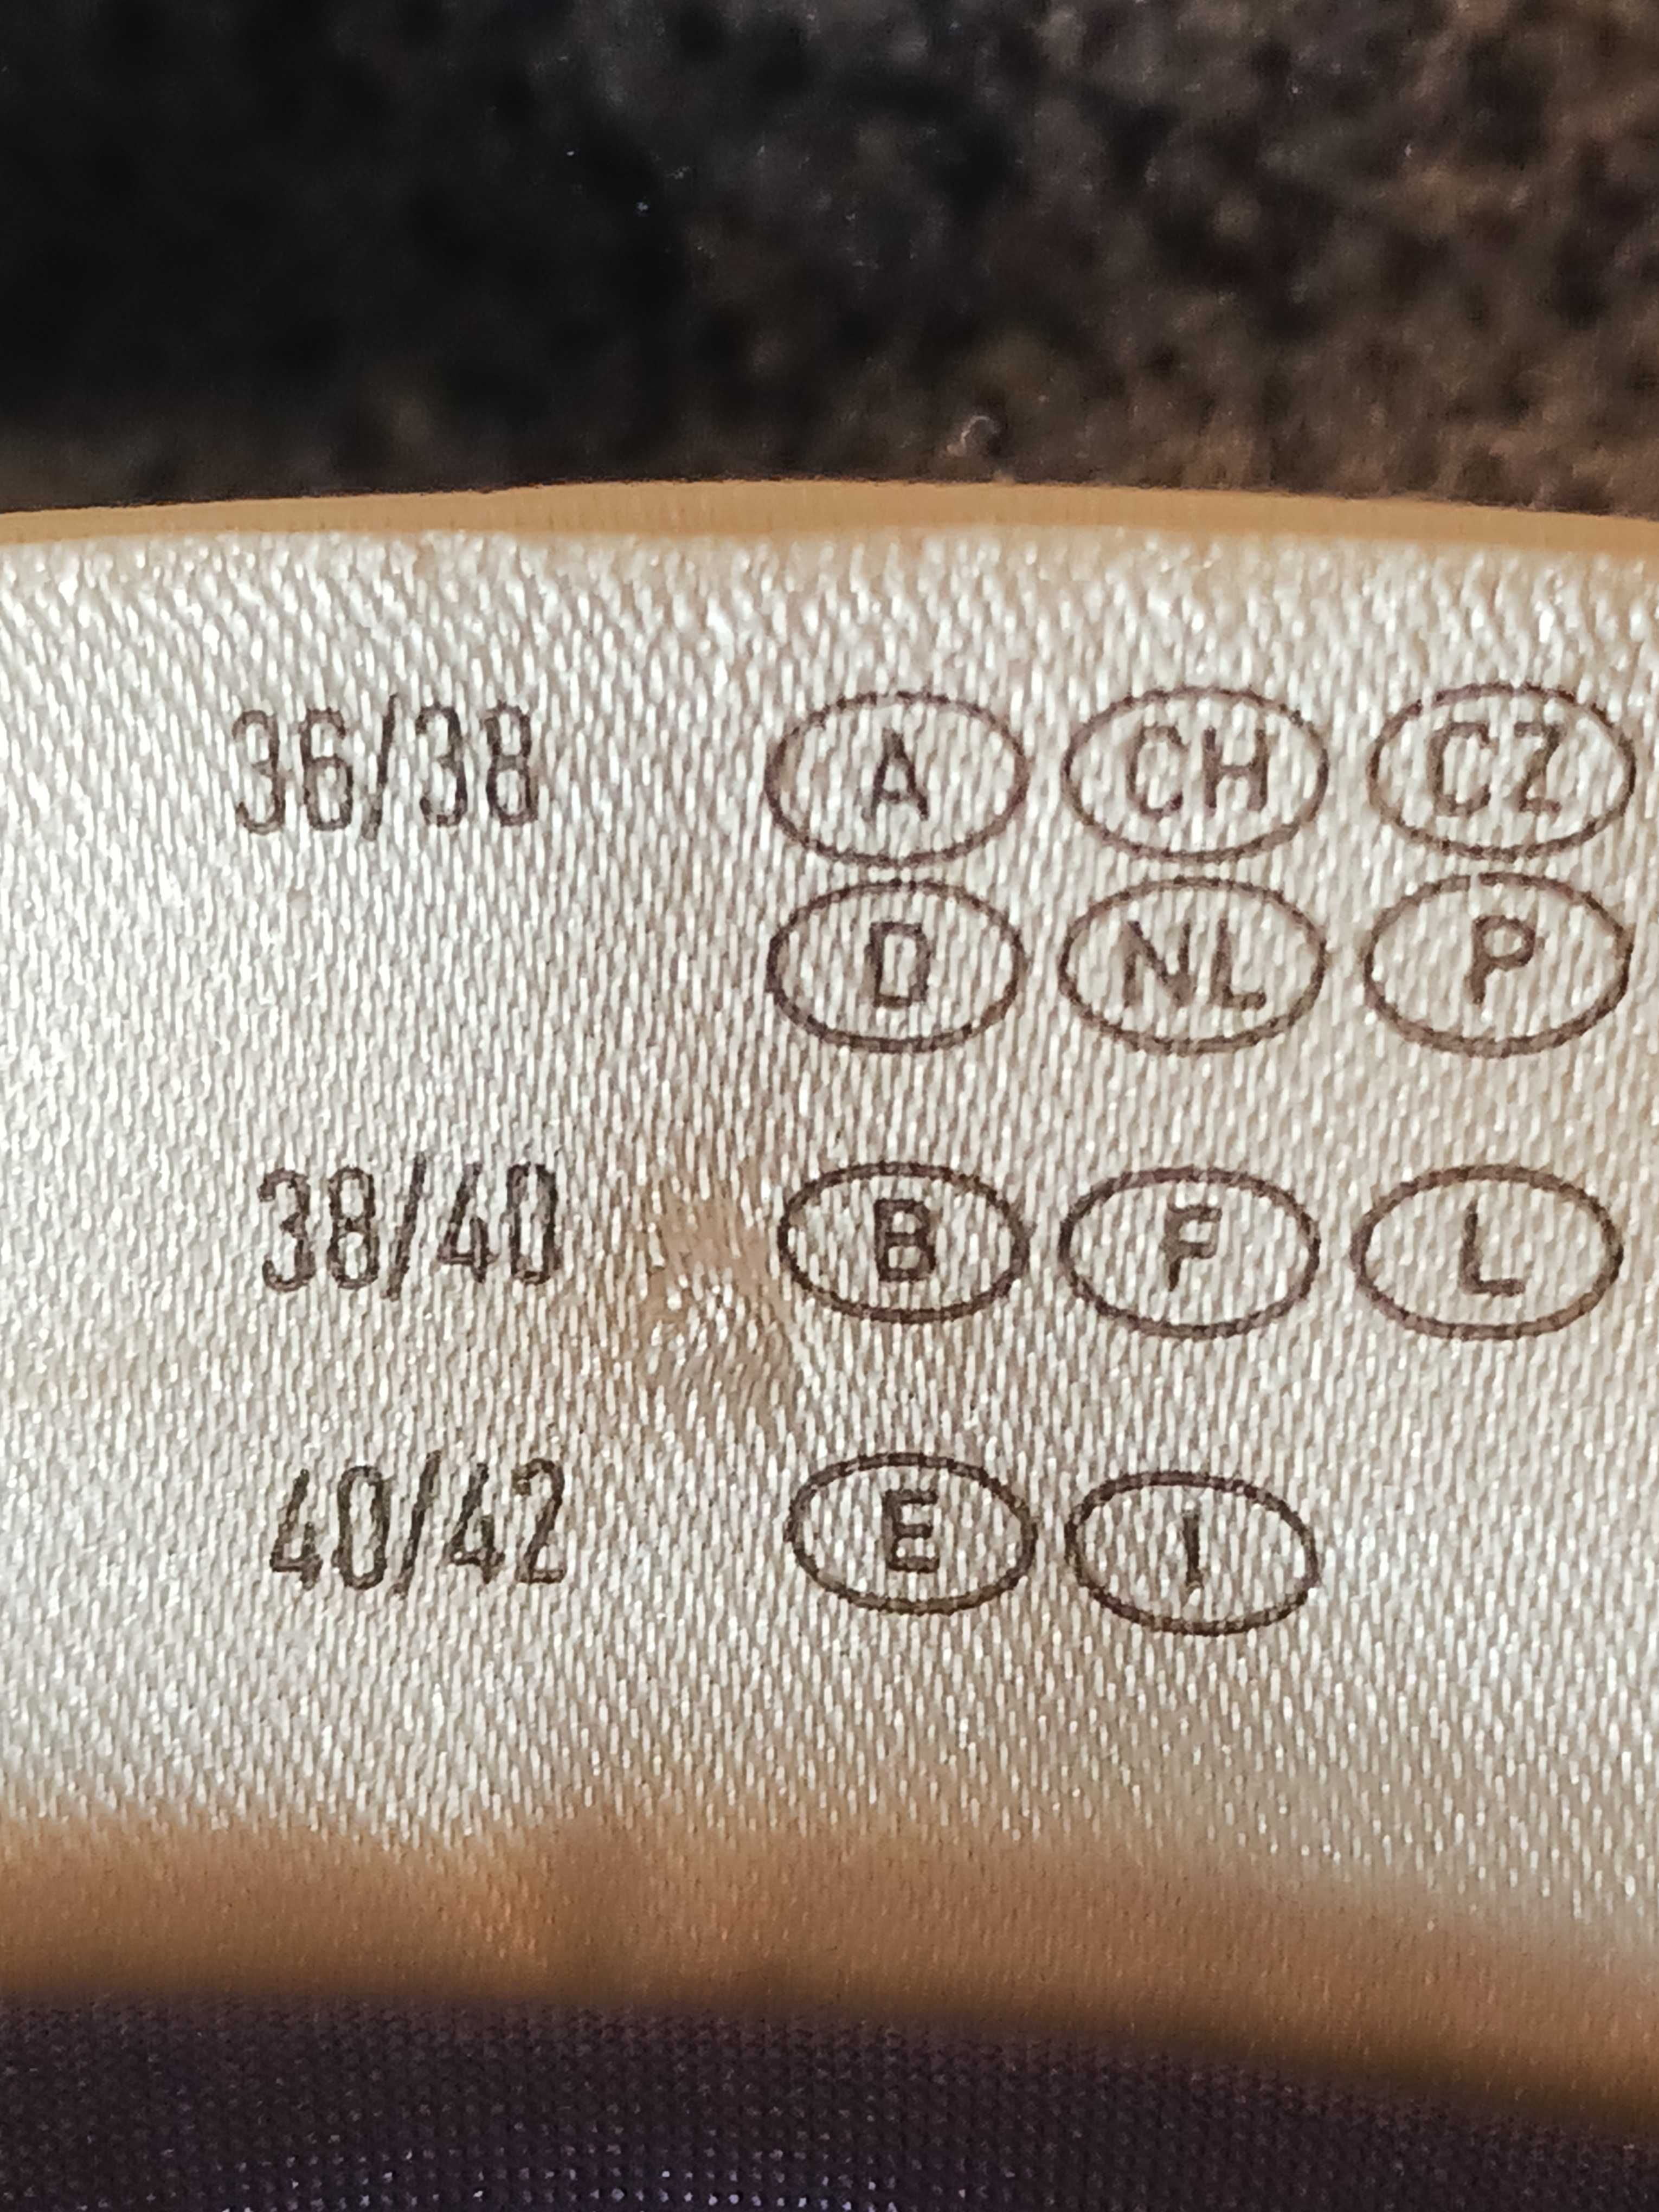 36/38 A CH CZ
D NL P
38/40 B F L
40/42 E I